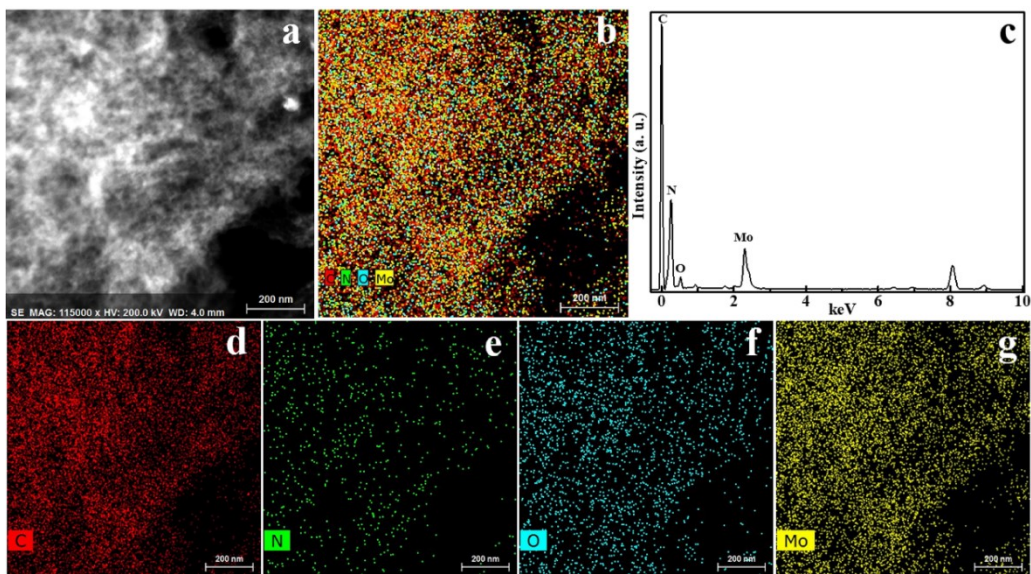 a
SE MAG: 115000 x HV: 200.0 kV WD: 4.0 mm
200 nm
b
C N O Mo
200 nm
c
Intensity (a. u.)
C
N
O
Mo
0 2 4 6 8 10
keV
d
C
200 nm
e
N
200 nm
f
O
200 nm
g
Mo
200 nm